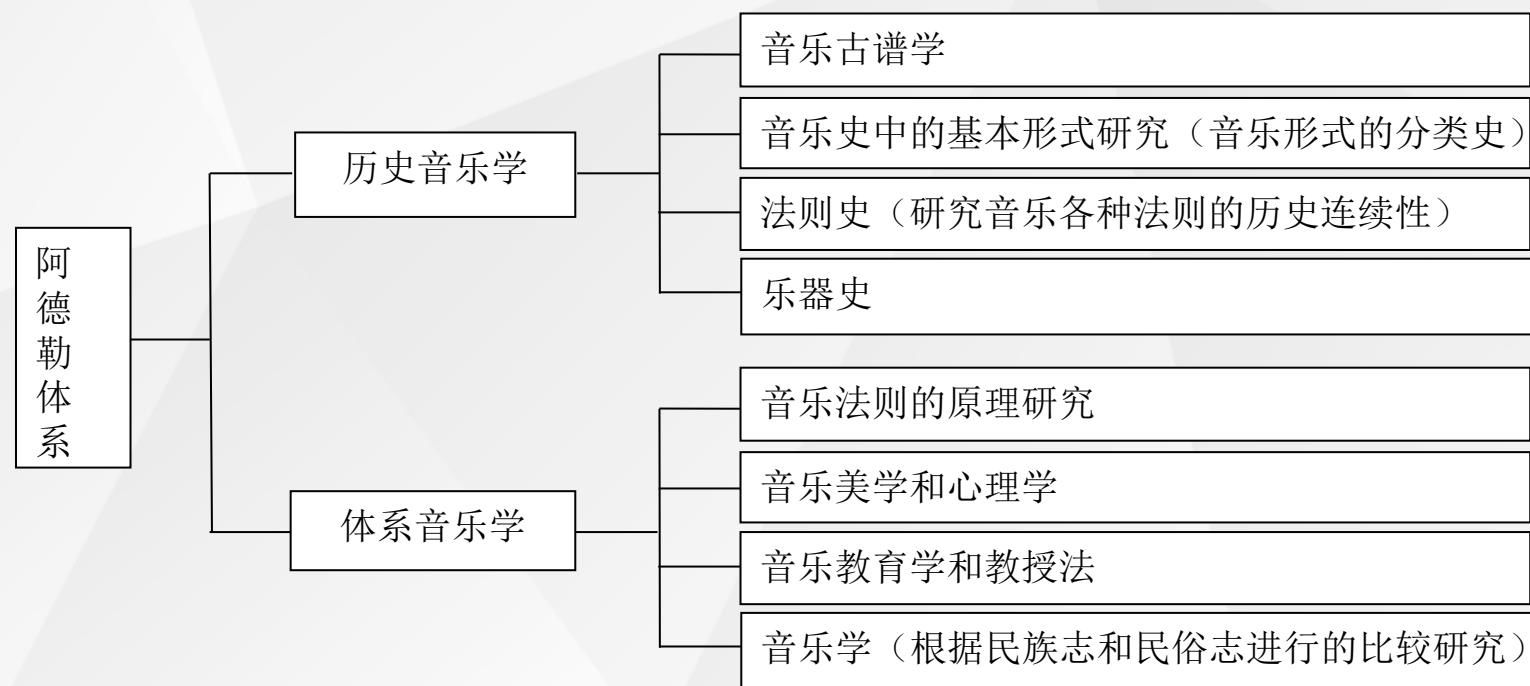 阿德勒体系
历史音乐学
音乐古谱学
音乐史中的基本形式研究（音乐形式的分类史）
法则史（研究音乐各种法则的历史连续性）
乐器史
体系音乐学
音乐法则的原理研究
音乐美学和心理学
音乐教育学和教授法
音乐学（根据民族志和民俗志进行的比较研究）